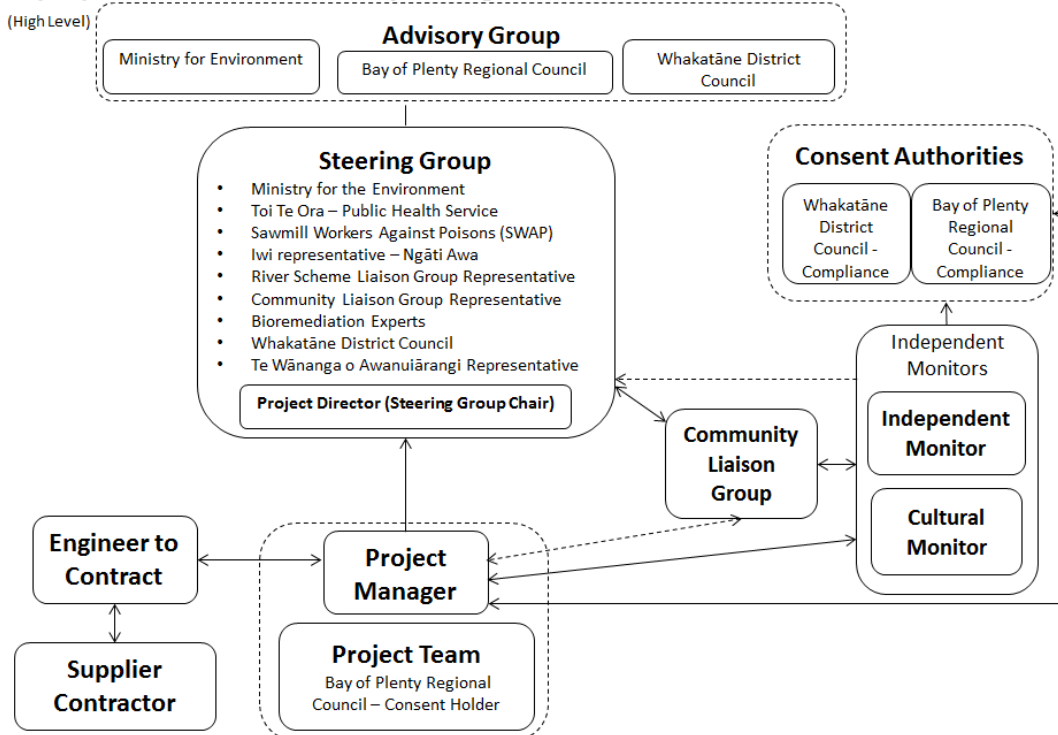 (High Level)
Advisory Group
Ministry for Environment
Bay of Plenty Regional Council
Whakatāne District
Council
Steering Group
• Ministry for the Environment
• Toi Te Ora – Public Health Service
• Sawmill Workers Against Poisons (SWAP)
• Iwi representative – Ngāti Awa
• River Scheme Liaison Group Representative
• Community Liaison Group Representative
• Bioremediation Experts
• Whakatāne District Council
• Te Wānanga o Awanuiārangi Representative
Project Director (Steering Group Chair)
Consent Authorities
Whakatāne
District
Council -
Compliance
Bay of Plenty
Regional
Council -
Compliance
Independent
Monitors
Independent
Monitor
Cultural
Monitor
Community
Liaison
Group
Engineer to
Contract
Project
Manager
Supplier
Contractor
Project Team
Bay of Plenty Regional
Council – Consent Holder